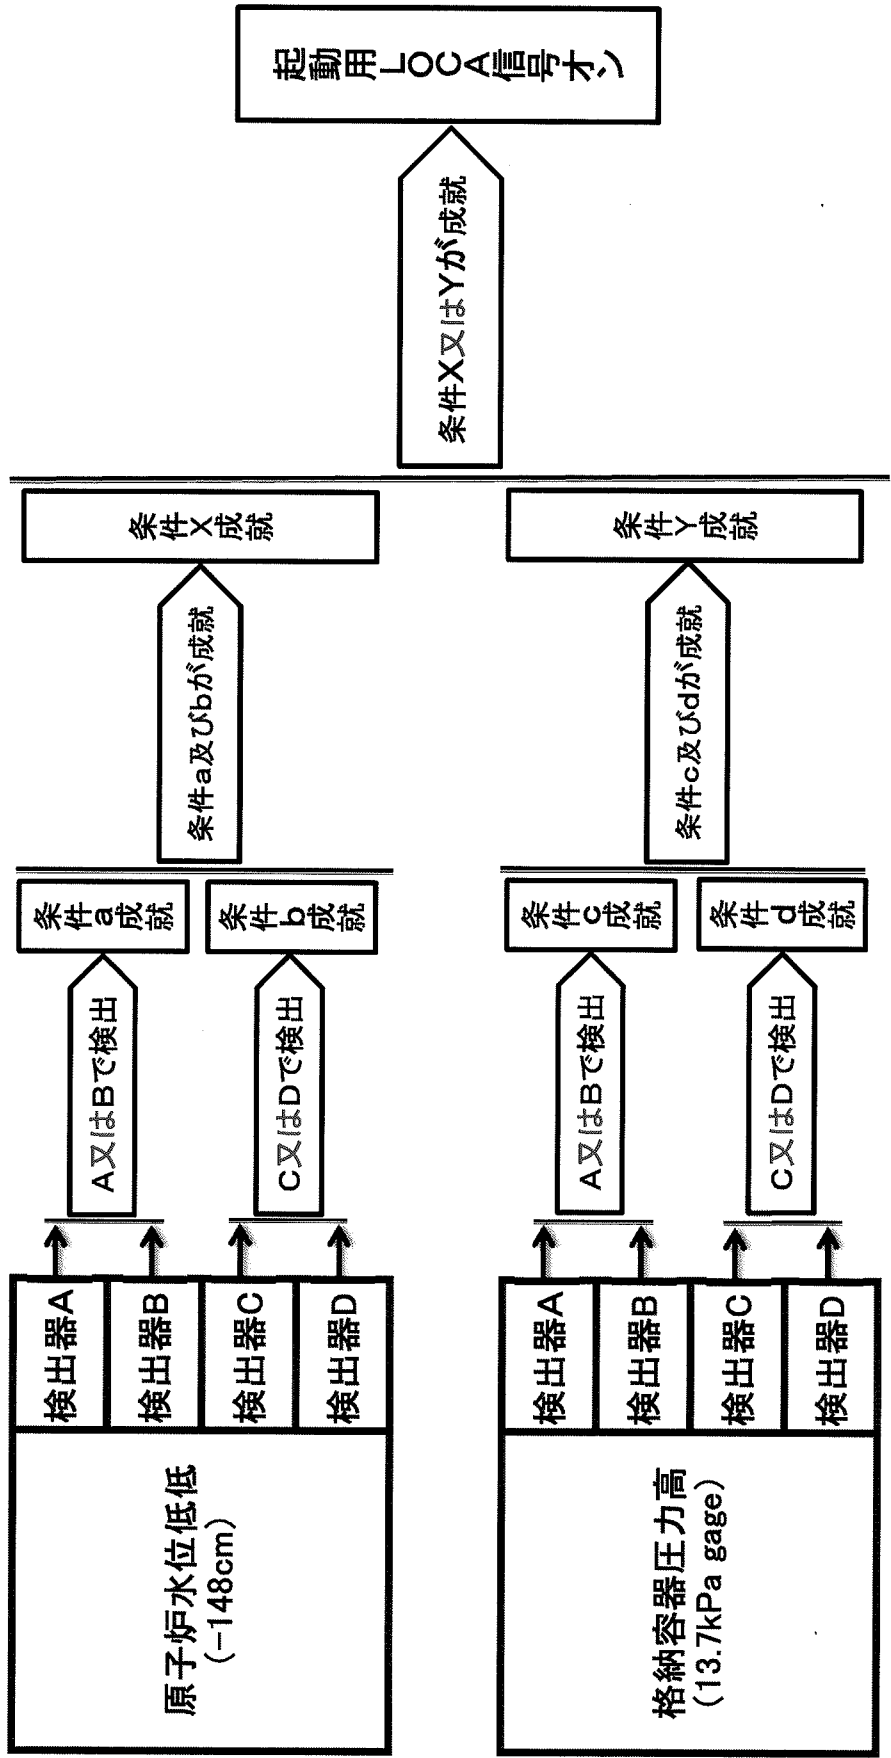 原子炉水位低低
(-148cm)
検出器A
検出器B
検出器C
検出器D
A又はBで検出
C又はDで検出
条件a成就
条件b成就
条件a及びbが成就
条件X成就
格納容器圧力高
(13.7kPa gage)
検出器A
検出器B
検出器C
検出器D
A又はBで検出
C又はDで検出
条件c成就
条件d成就
条件c及びdが成就
条件Y成就
条件X又はYが成就
起動用LOCA信号オン